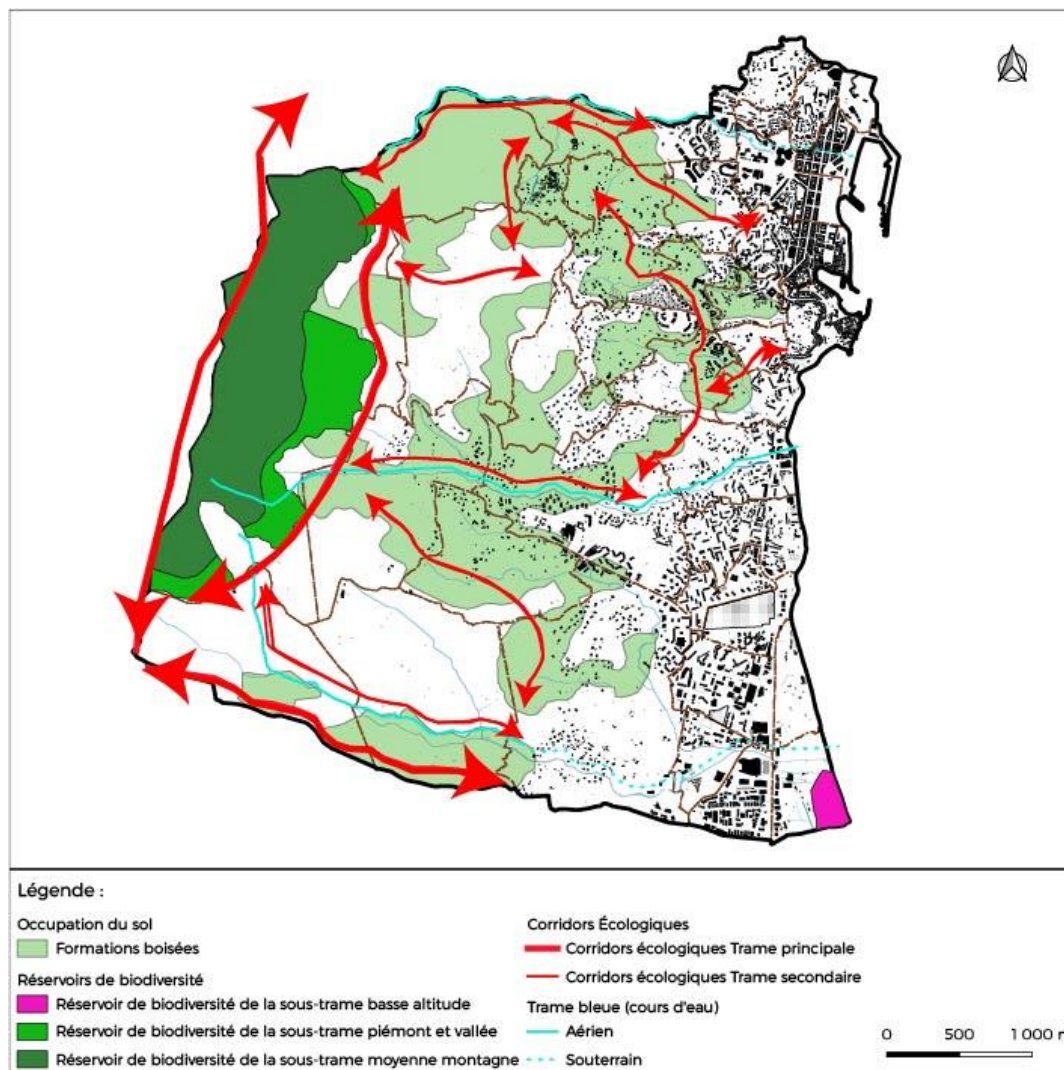 Légende :
Occupation du sol
Formations boisées
Réservoirs de biodiversité
Réservoir de biodiversité de la sous-trame basse altitude
Réservoir de biodiversité de la sous-trame piémont et vallée
Réservoir de biodiversité de la sous-trame moyenne montagne
Corridors Écologiques
Corridors écologiques Trame principale
Corridors écologiques Trame secondaire
Trame bleue (cours d'eau)
Aérien
Souterrain
0 500 1 000 m